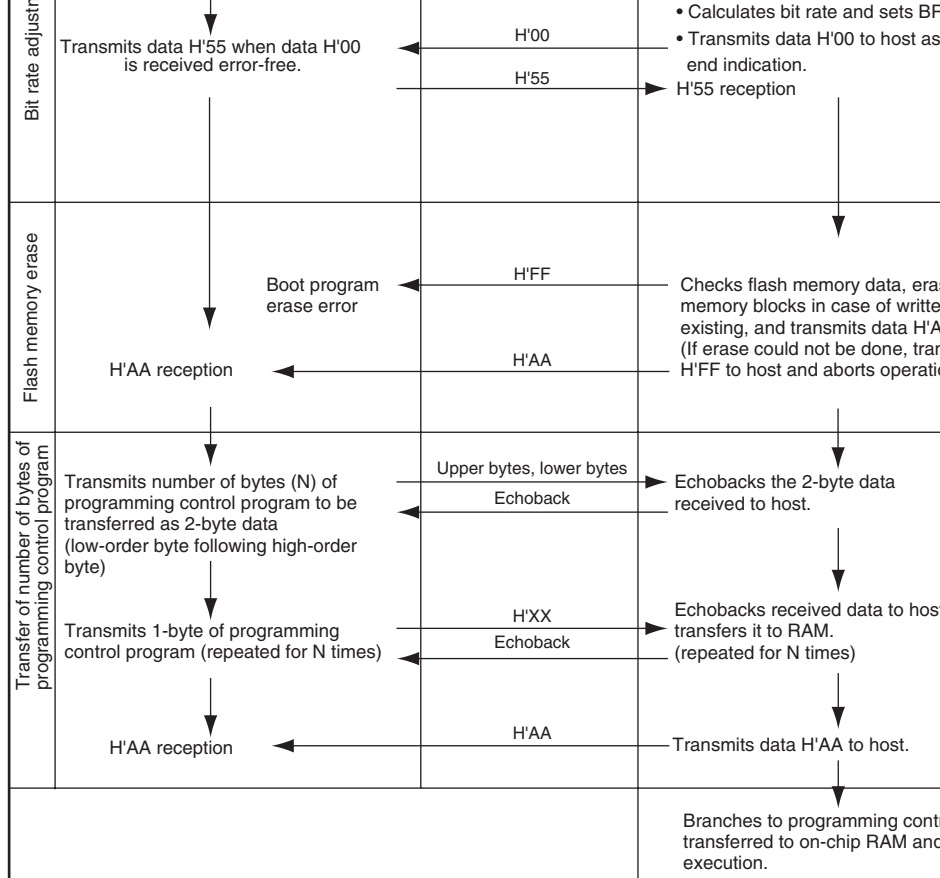 Bit rate
Transmits data H'55 when data H'00
is received error-free.
H'00
H'55
• Calculates bit rate and sets
• Transmits data H'00 to host as
end indication.
H'55 reception
Flash memory erase
Boot program
erase error
H'FF
H'AA reception
H'AA
Checks flash memory data,
memory blocks in case of
existing, and transmits data
(If erase could not be done,
H'FF to host and aborts
Transfer of number of bytes of
programming control program
Transmits number of bytes (N) of
programming control program to be
transferred as 2-byte data
(low-order byte following high-order
byte)
Upper bytes, lower bytes
Echoback
Echobacks the 2-byte data
received to host.
Transmits 1-byte of programming
control program (repeated for N times)
H'XX
Echoback
Echobacks received data to host
transfers it to RAM.
(repeated for N times)
H'AA reception
H'AA
Transmits data H'AA to host.
Branches to programming
transferred to on-chip RAM and
execution.